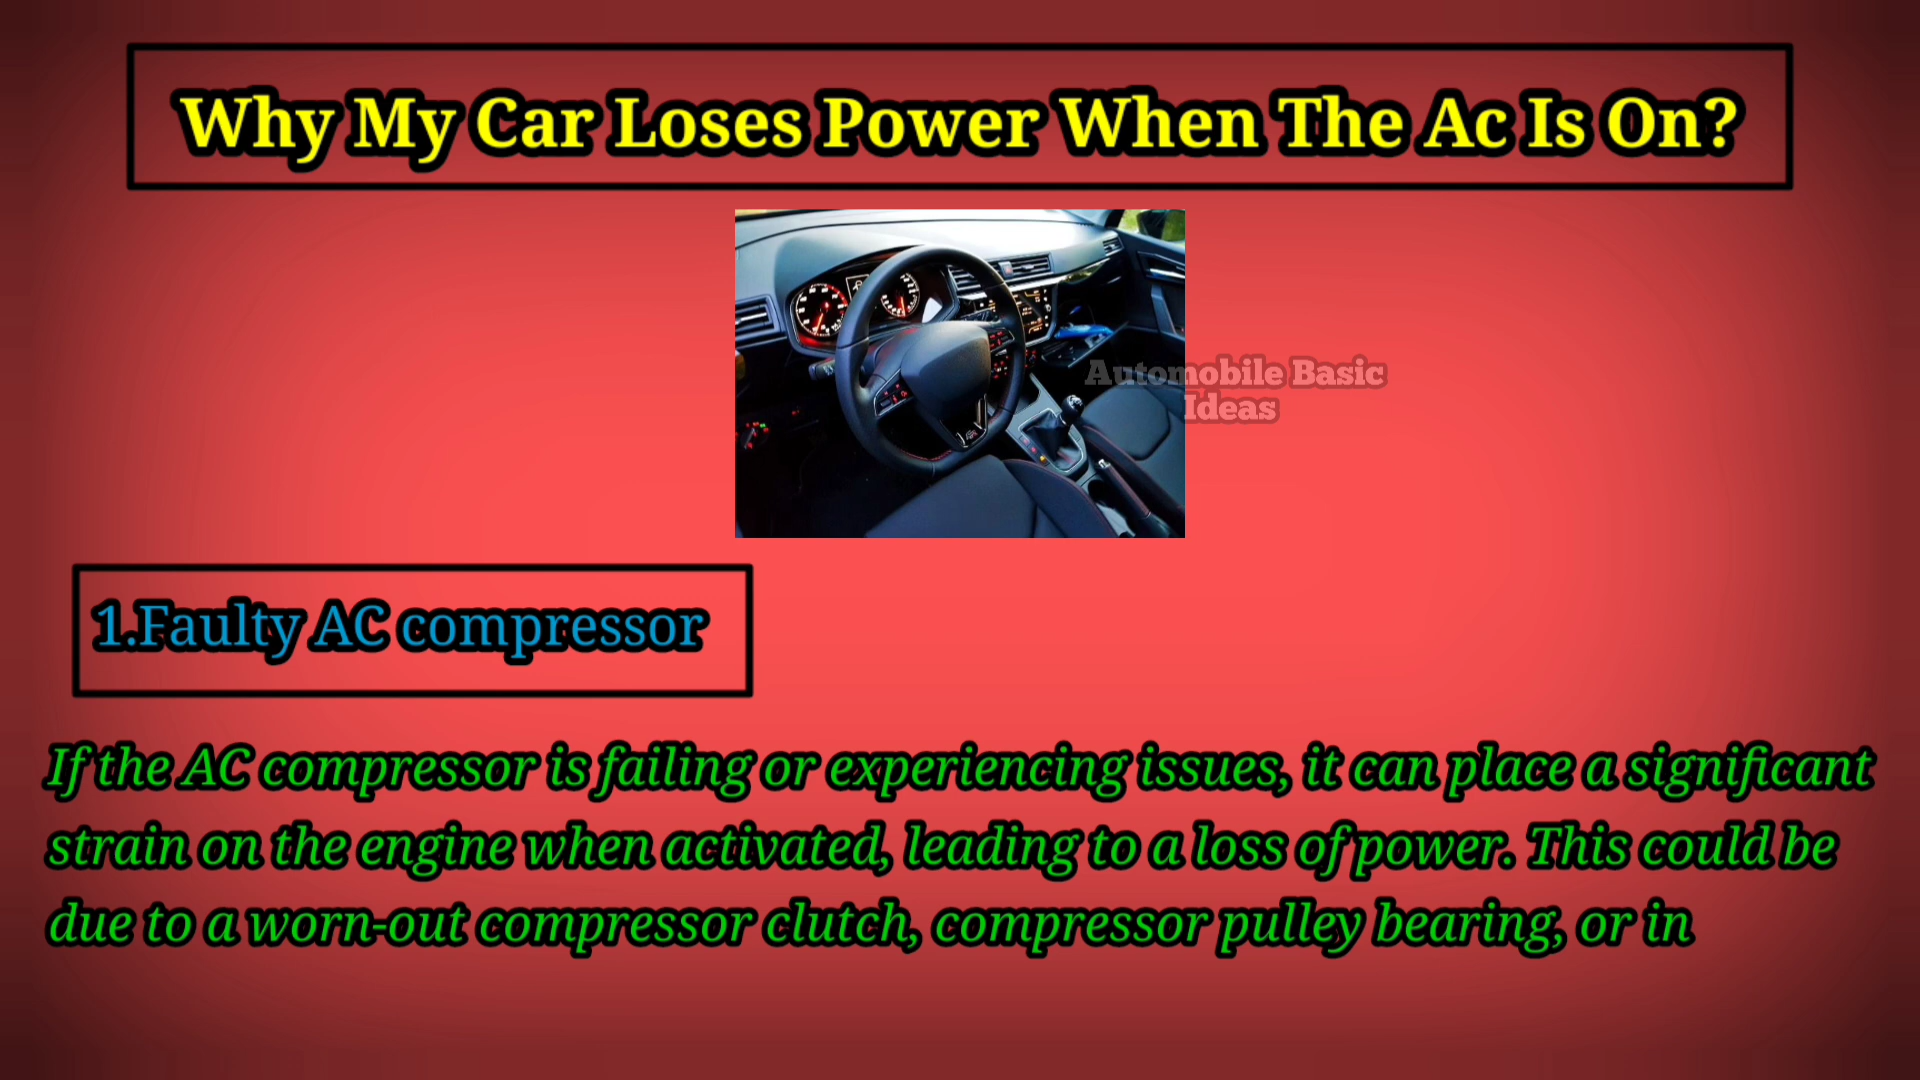 Why My Car Loses Power When The Ac Is On?
Automobile Basic
Ideas
1.Faulty AC compressor
If the AC compressor is failing or experiencing issues, it can place a significant
strain on the engine when activated, leading to a loss of power. This could be
due to a worn-out compressor clutch, compressor pulley bearing, or in